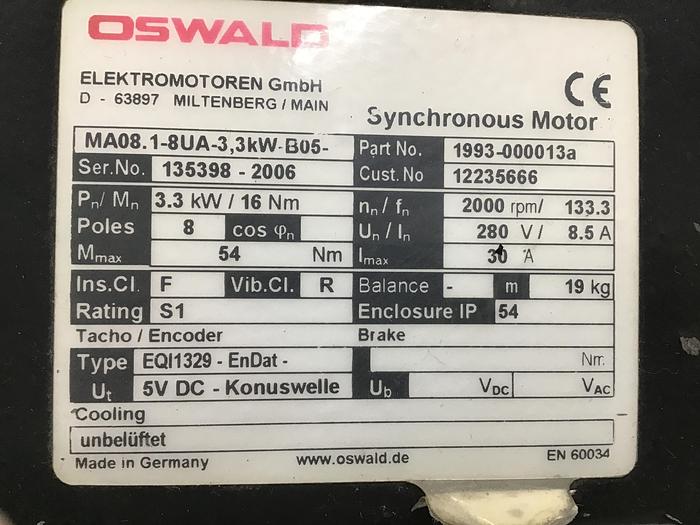 OSWALD
ELEKTROMOTOREN GmbH
D - 63897 MILTENBERG / MAIN
CE
Synchronous Motor
MA08.1-8UA-3,3kW-B05- Part No. 1993-000013a
Ser.No. 135398 - 2006 Cust. No 12235666
Pn/ Mn 3.3 kW / 16 Nm nn / fn 2000 rpm/ 133.3
Poles 8 cos φn Un / In 280 V / 8.5 A
Mmax 54 Nm Imax 30 A
Ins.Cl. F Vib.Cl. R Balance - m 19 kg
Rating S1 Enclosure IP 54
Tacho / Encoder Brake
Type EQI1329 - EnDat - Nm
Ut 5V DC - Konuswelle Ub VDC VAC
Cooling
unbelüftet
Made in Germany www.oswald.de EN 60034